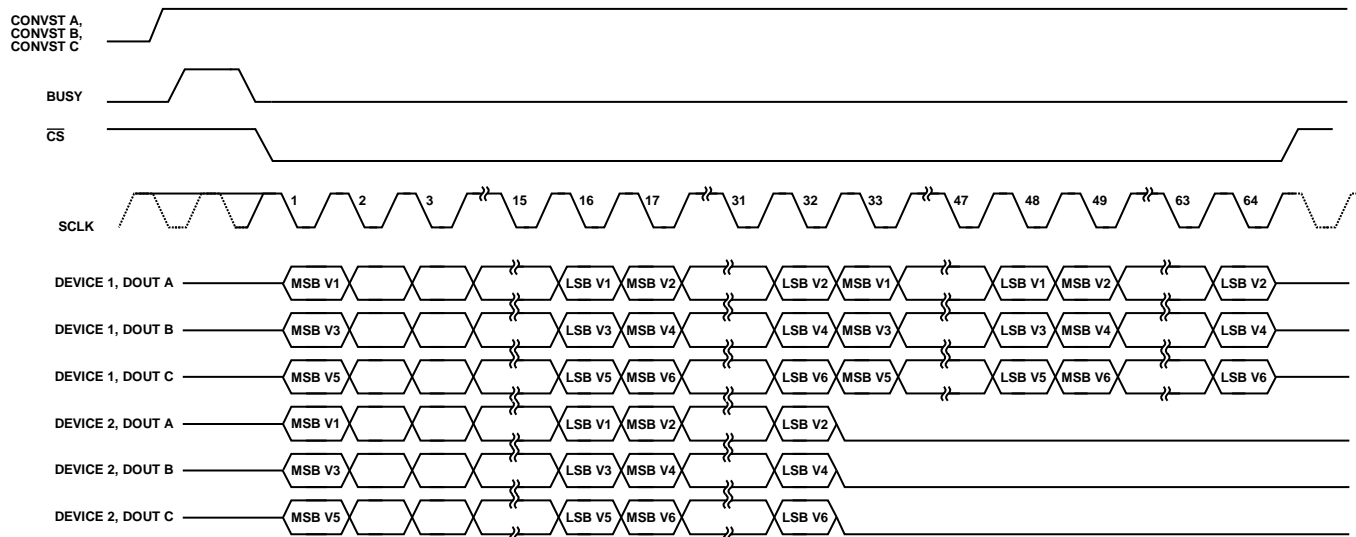 CONVST A,
CONVST B,
CONVST C
BUSY
CS
SCLK
1 2 3 15 16 17 31 32 33 47 48 49 63 64
DEVICE 1, DOUT A MSB V1 LSB V1 MSB V2 LSB V2 MSB V1 LSB V1 MSB V2 LSB V2
DEVICE 1, DOUT B MSB V3 LSB V3 MSB V4 LSB V4 MSB V3 LSB V3 MSB V4 LSB V4
DEVICE 1, DOUT C MSB V5 LSB V5 MSB V6 LSB V6 MSB V5 LSB V5 MSB V6 LSB V6
DEVICE 2, DOUT A MSB V1 LSB V1 MSB V2 LSB V2
DEVICE 2, DOUT B MSB V3 LSB V3 MSB V4 LSB V4
DEVICE 2, DOUT C MSB V5 LSB V5 MSB V6 LSB V6